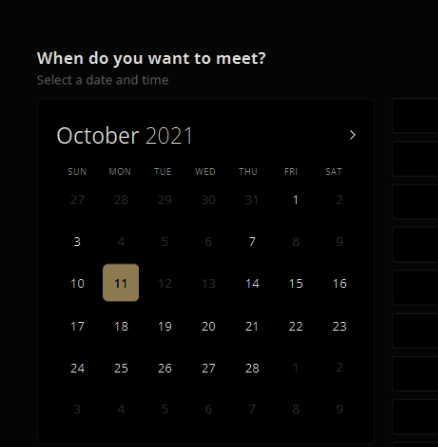 When do you want to meet?
Select a date and time
October 2021
SUN MON TUE WED THU FRI SAT
27 28 29 30 31 1 2
3 4 5 6 7 8 9
10 11 12 13 14 15 16
17 18 19 20 21 22 23
24 25 26 27 28 1 2
3 4 5 6 7 8 9